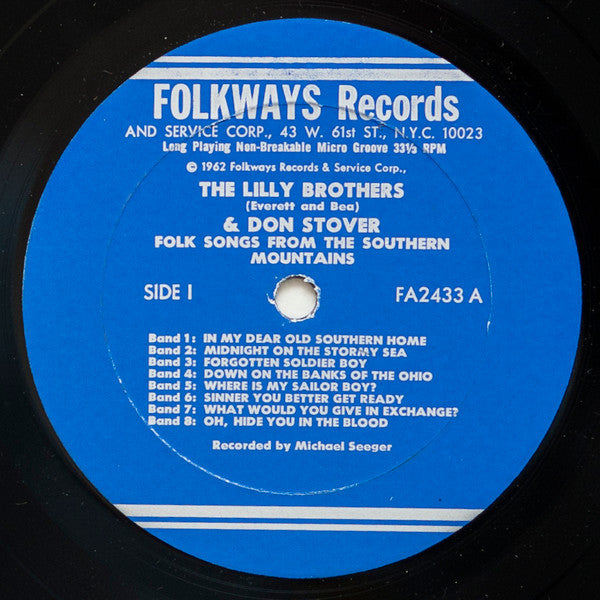 FOLKWAYS Records
AND SERVICE CORP., 43 W. 61st ST., N.Y.C. 10023
Long Playing Non-Breakable Micro Groove 33⅓ RPM
© 1962 Folkways Records & Service Corp.,
THE LILLY BROTHERS
(Everett and Bea)
& DON STOVER
FOLK SONGS FROM THE SOUTHERN
MOUNTAINS
SIDE I FA2433 A
Band 1: IN MY DEAR OLD SOUTHERN HOME
Band 2: MIDNIGHT ON THE STORMY SEA
Band 3: FORGOTTEN SOLDIER BOY
Band 4: DOWN ON THE BANKS OF THE OHIO
Band 5: WHERE IS MY SAILOR BOY?
Band 6: SINNER YOU BETTER GET READY
Band 7: WHAT WOULD YOU GIVE IN EXCHANGE?
Band 8: OH, HIDE YOU IN THE BLOOD
Recorded by Michael Seeger